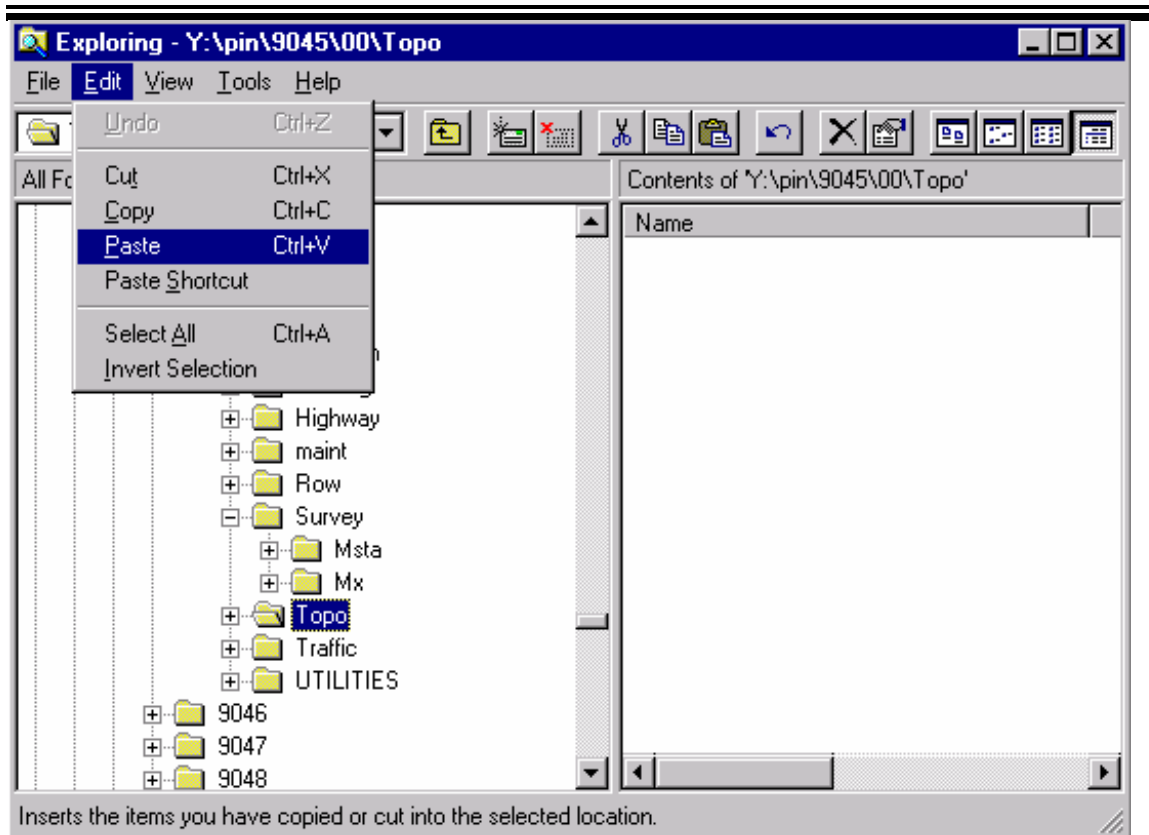 Exploring - Y:\pin\9045\00\Topo
File Edit View Tools Help
Undo Ctrl+Z
Cut Ctrl+X
Copy Ctrl+C
Paste Ctrl+V
Paste Shortcut
Select All Ctrl+A
Invert Selection
All Fo
Contents of 'Y:\pin\9045\00\Topo'
Name
Highway
maint
Row
Survey
Msta
Mx
Topo
Traffic
UTILITIES
9046
9047
9048
Inserts the items you have copied or cut into the selected location.